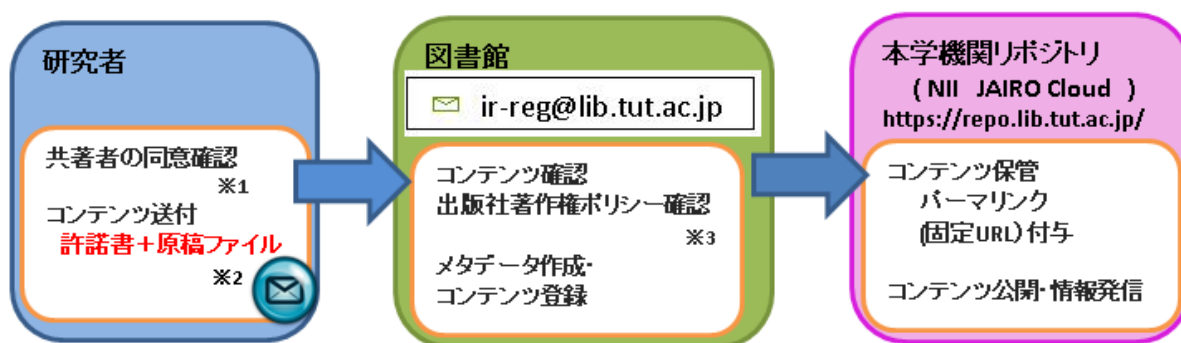 研究者
共著者の同意確認
※1
コンテンツ送付
許諾書+原稿ファイル
※2
図書館
ir-reg@lib.tut.ac.jp
コンテンツ確認
出版社著作権ポリシー確認
※3
メタデータ作成・
コンテンツ登録
本学機関リポジトリ
( NII JAIRO Cloud )
https://repo.lib.tut.ac.jp/
コンテンツ保管
パーマリンク
(固定URL)付与
コンテンツ公開・情報発信